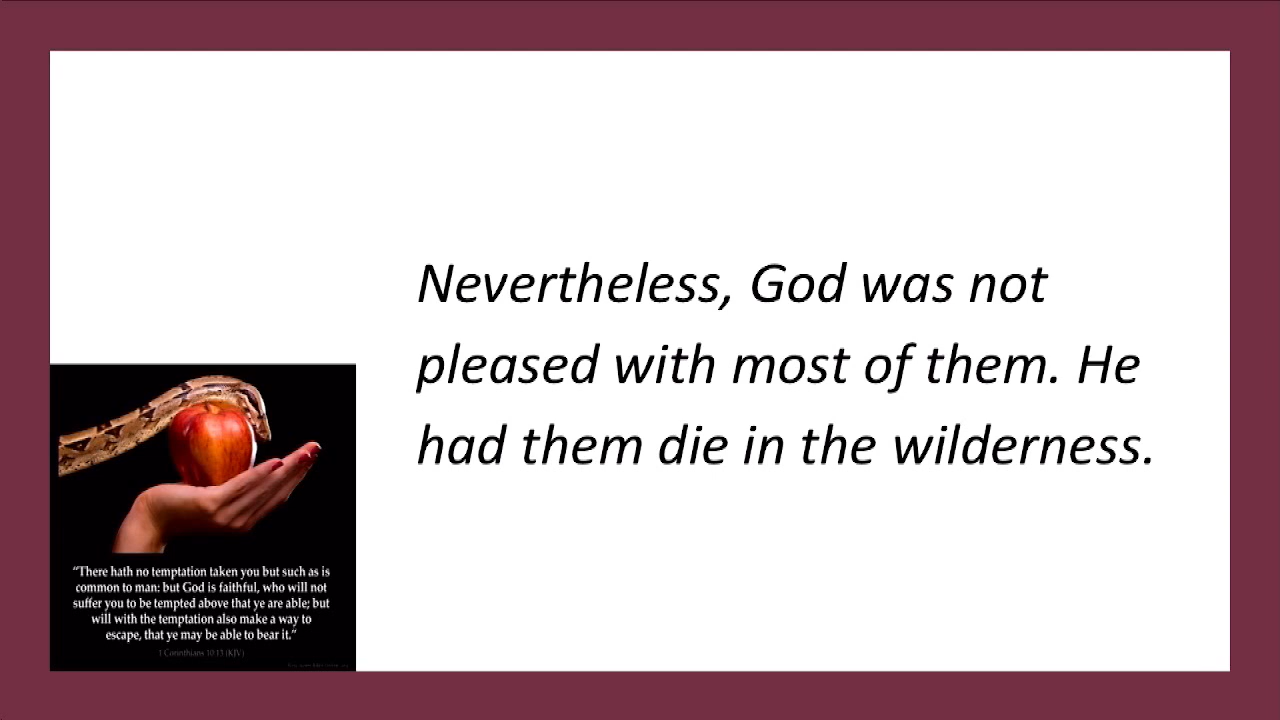 Nevertheless, God was not
pleased with most of them. He
had them die in the wilderness.
“There hath no temptation taken you but such as is
common to man: but God is faithful, who will not
suffer you to be tempted above that ye are able; but
will with the temptation also make a way to
escape, that ye may be able to bear it.”
1 Corinthians 10:13 (KJV)